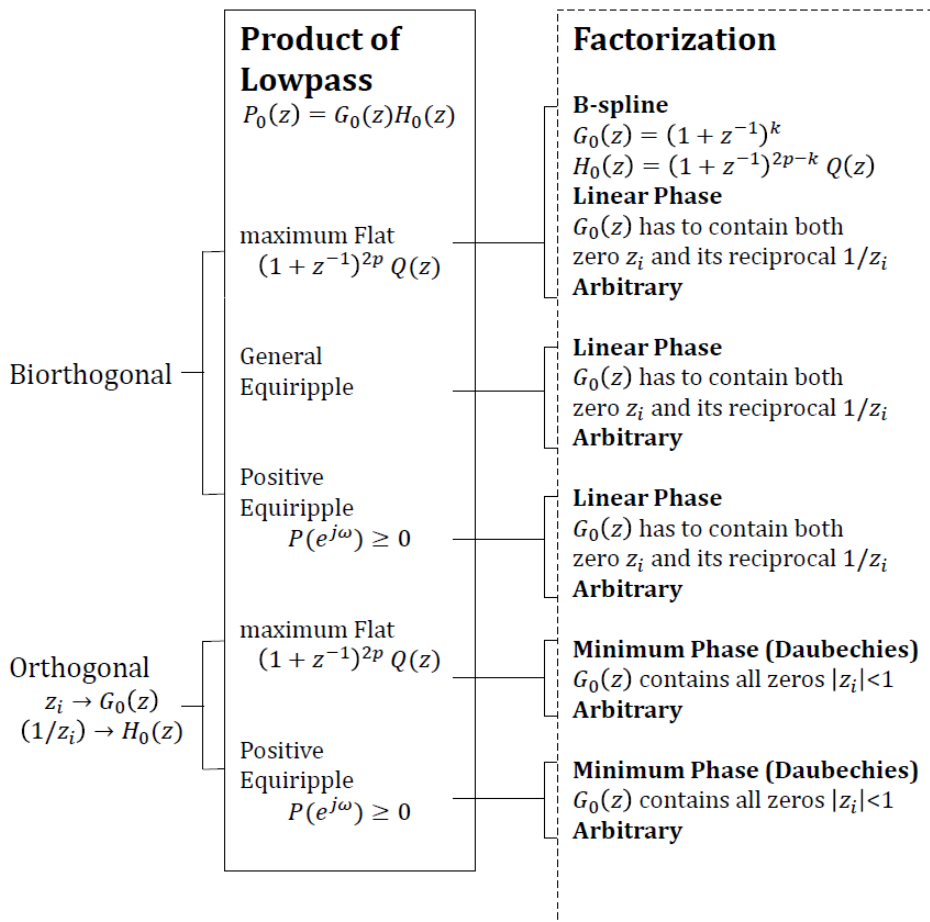 Product of
Lowpass
P₀(z) = G₀(z)H₀(z)
Factorization
B-spline
G₀(z) = (1 + z⁻¹)ᵏ
H₀(z) = (1 + z⁻¹)²ᵖ⁻ᵏ Q(z)
Linear Phase
G₀(z) has to contain both
zero zᵢ and its reciprocal 1/zᵢ
Arbitrary
Biorthogonal
maximum Flat
(1 + z⁻¹)²ᵖ Q(z)
General
Equiripple
Linear Phase
G₀(z) has to contain both
zero zᵢ and its reciprocal 1/zᵢ
Arbitrary
Positive
Equiripple
P(e^{jω}) ≥ 0
Linear Phase
G₀(z) has to contain both
zero zᵢ and its reciprocal 1/zᵢ
Arbitrary
Orthogonal
zᵢ → G₀(z)
(1/zᵢ) → H₀(z)
maximum Flat
(1 + z⁻¹)²ᵖ Q(z)
Minimum Phase (Daubechies)
G₀(z) contains all zeros |zᵢ|<1
Arbitrary
Positive
Equiripple
P(e^{jω}) ≥ 0
Minimum Phase (Daubechies)
G₀(z) contains all zeros |zᵢ|<1
Arbitrary